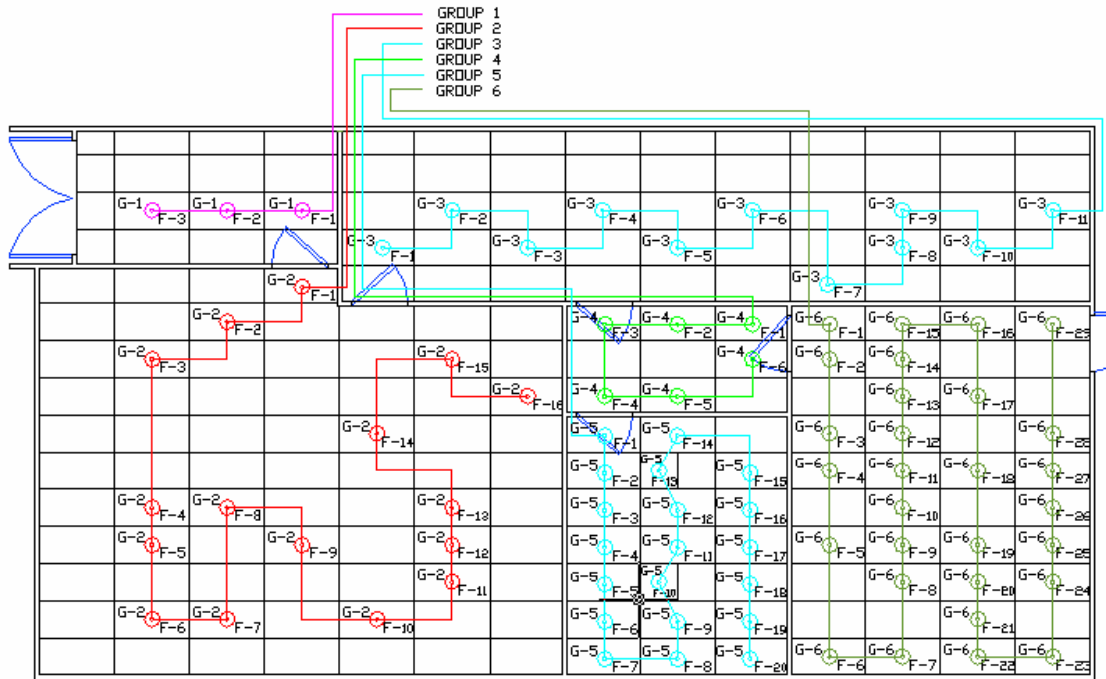 GROUP 1
GROUP 2
GROUP 3
GROUP 4
GROUP 5
GROUP 6
G-1 F-3 G-1 F-2 G-1 F-1 G-3 F-2 G-3 F-4 G-3 F-6 G-3 F-9 G-3 F-11
G-3 F-1 G-3 F-3 G-3 F-5 G-3 F-8 G-3 F-10
G-2 F-1 G-3 F-7
G-2 F-2 G-4 F-3 G-4 F-2 G-4 F-1 G-6 F-1 G-6 F-15 G-6 F-16 G-6 F-29
G-2 F-3 G-2 F-15 G-4 F-6 G-6 F-2 G-6 F-14
G-2 F-16 G-4 F-4 G-4 F-5 G-6 F-13 G-6 F-17
G-2 F-14 G-5 F-1 G-5 F-14 G-6 F-3 G-6 F-12 G-6 F-28
G-5 F-2 G-5 F-13 G-5 F-15 G-6 F-4 G-6 F-11 G-6 F-18 G-6 F-27
G-2 F-4 G-2 F-8 G-2 F-13 G-5 F-3 G-5 F-12 G-5 F-16 G-6 F-10 G-6 F-26
G-2 F-5 G-2 F-9 G-2 F-12 G-5 F-4 G-5 F-11 G-5 F-17 G-6 F-5 G-6 F-9 G-6 F-19 G-6 F-25
G-2 F-11 G-5 F-5 G-5 F-10 G-5 F-18 G-6 F-8 G-6 F-20 G-6 F-24
G-2 F-6 G-2 F-7 G-2 F-10 G-5 F-6 G-5 F-9 G-5 F-19 G-6 F-21
G-5 F-7 G-5 F-8 G-5 F-20 G-6 F-6 G-6 F-7 G-6 F-22 G-6 F-23